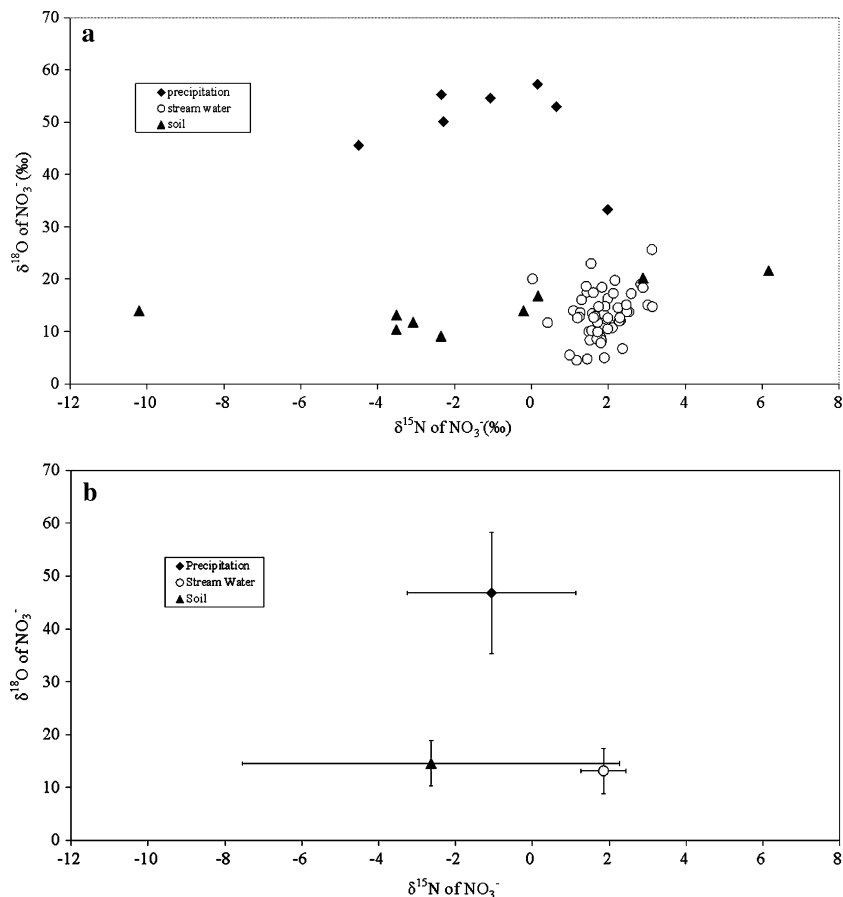 a
70
60
50
40
30
20
10
0
δ¹⁸O of NO₃⁻ (‰)
precipitation
stream water
soil
-12 -10 -8 -6 -4 -2 0 2 4 6 8
δ¹⁵N of NO₃⁻(‰)
b
70
60
50
40
30
20
10
0
δ¹⁸O of NO₃⁻
Precipitation
Stream Water
Soil
-12 -10 -8 -6 -4 -2 0 2 4 6 8
δ¹⁵N of NO₃⁻